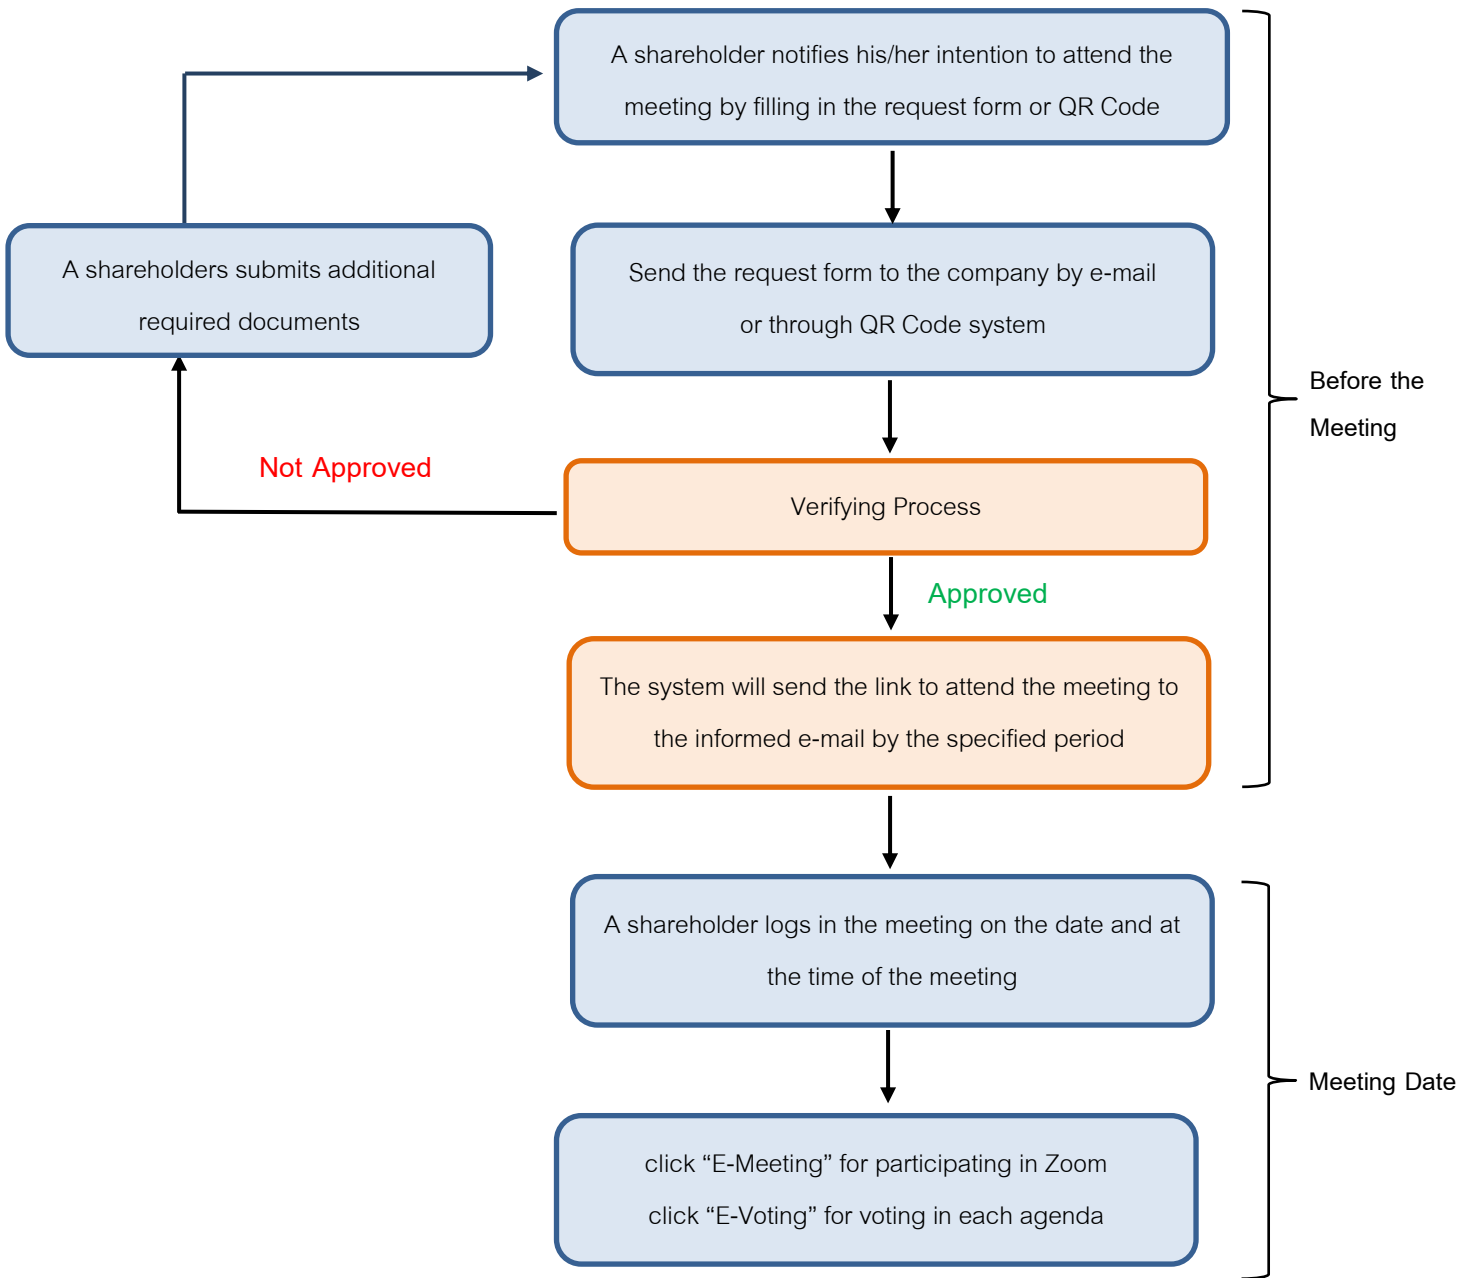 A shareholder notifies his/her intention to attend the
meeting by filling in the request form or QR Code
A shareholders submits additional
required documents
Send the request form to the company by e-mail
or through QR Code system
Before the
Meeting
Not Approved
Verifying Process
Approved
The system will send the link to attend the meeting to
the informed e-mail by the specified period
A shareholder logs in the meeting on the date and at
the time of the meeting
Meeting Date
click “E-Meeting” for participating in Zoom
click “E-Voting” for voting in each agenda